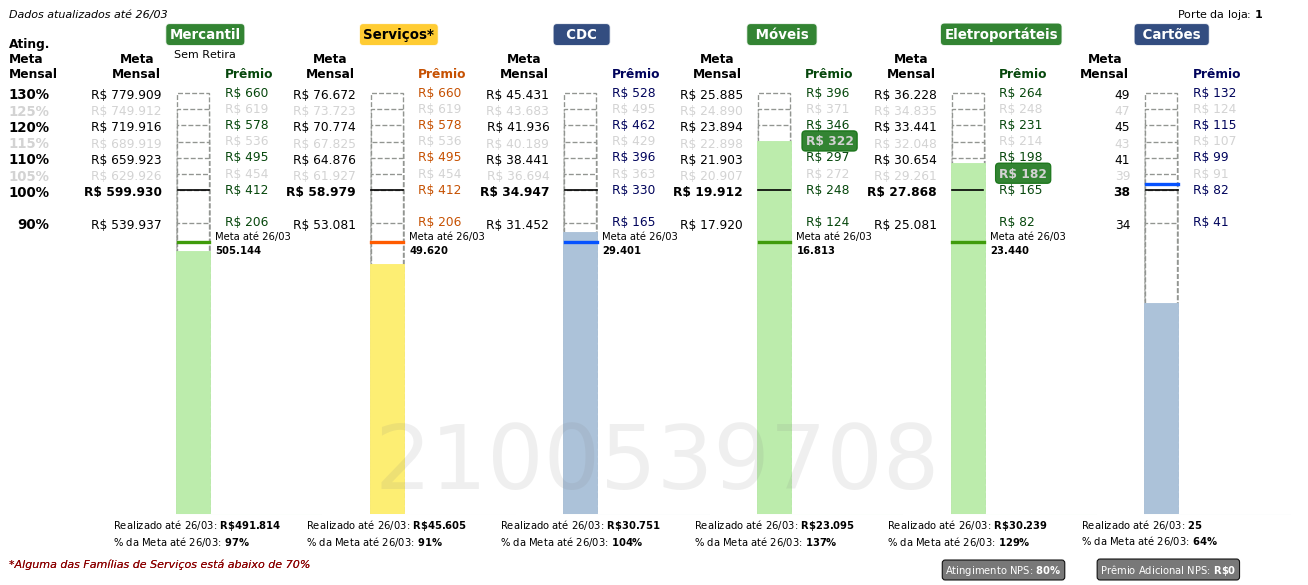 Dados atualizados até 26/03 Porte da loja: 1
Mercantil Serviços* CDC Móveis Eletroportáteis Cartões
Sem Retira
Ating. Meta Mensal Meta Mensal Prêmio Meta Mensal Prêmio Meta Mensal Prêmio Meta Mensal Prêmio Meta Mensal Prêmio Meta Mensal Prêmio
130% R$ 779.909 R$ 660 R$ 76.672 R$ 660 R$ 45.431 R$ 528 R$ 25.885 R$ 396 R$ 36.228 R$ 264 49 R$ 132
125% R$ 749.912 R$ 619 R$ 73.723 R$ 619 R$ 43.683 R$ 495 R$ 24.890 R$ 371 R$ 34.835 R$ 248 47 R$ 124
120% R$ 719.916 R$ 578 R$ 70.774 R$ 578 R$ 41.936 R$ 462 R$ 23.894 R$ 346 R$ 33.441 R$ 231 45 R$ 115
115% R$ 689.919 R$ 536 R$ 67.825 R$ 536 R$ 40.189 R$ 429 R$ 22.898 R$ 322 R$ 32.048 R$ 214 43 R$ 107
110% R$ 659.923 R$ 495 R$ 64.876 R$ 495 R$ 38.441 R$ 396 R$ 21.903 R$ 297 R$ 30.654 R$ 198 41 R$ 99
105% R$ 629.926 R$ 454 R$ 61.927 R$ 454 R$ 36.694 R$ 363 R$ 20.907 R$ 272 R$ 29.261 R$ 182 39 R$ 91
100% R$ 599.930 R$ 412 R$ 58.979 R$ 412 R$ 34.947 R$ 330 R$ 19.912 R$ 248 R$ 27.868 R$ 165 38 R$ 82
90% R$ 539.937 R$ 206 R$ 53.081 R$ 206 R$ 31.452 R$ 165 R$ 17.920 R$ 124 R$ 25.081 R$ 82 34 R$ 41
Meta até 26/03 Meta até 26/03 Meta até 26/03 Meta até 26/03 Meta até 26/03
505.144 49.620 29.401 16.813 23.440
2100539708
Realizado até 26/03: R$491.814 Realizado até 26/03: R$45.605 Realizado até 26/03: R$30.751 Realizado até 26/03: R$23.095 Realizado até 26/03: R$30.239 Realizado até 26/03: 25
% da Meta até 26/03: 97% % da Meta até 26/03: 91% % da Meta até 26/03: 104% % da Meta até 26/03: 137% % da Meta até 26/03: 129% % da Meta até 26/03: 64%
*Alguma das Famílias de Serviços está abaixo de 70% Atingimento NPS: 80% Prêmio Adicional NPS: R$0